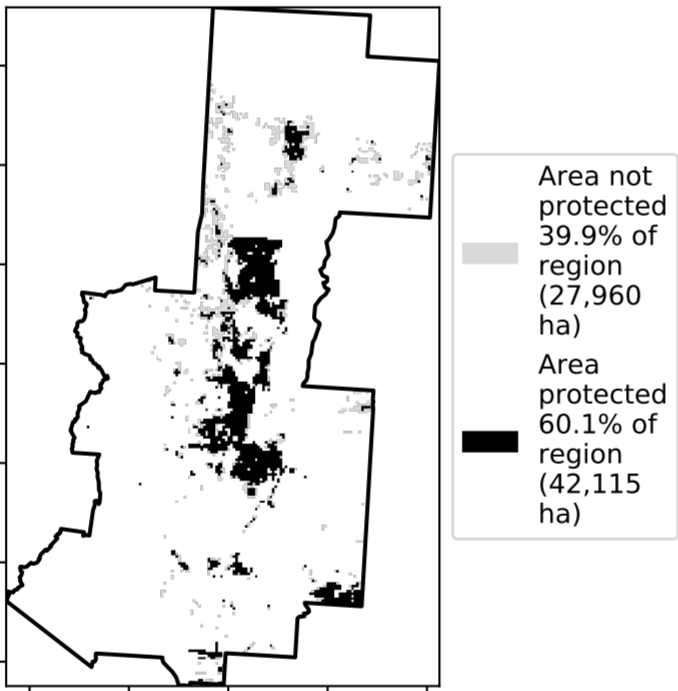 Area not
protected
39.9% of
region
(27,960
ha)
Area
protected
60.1% of
region
(42,115
ha)